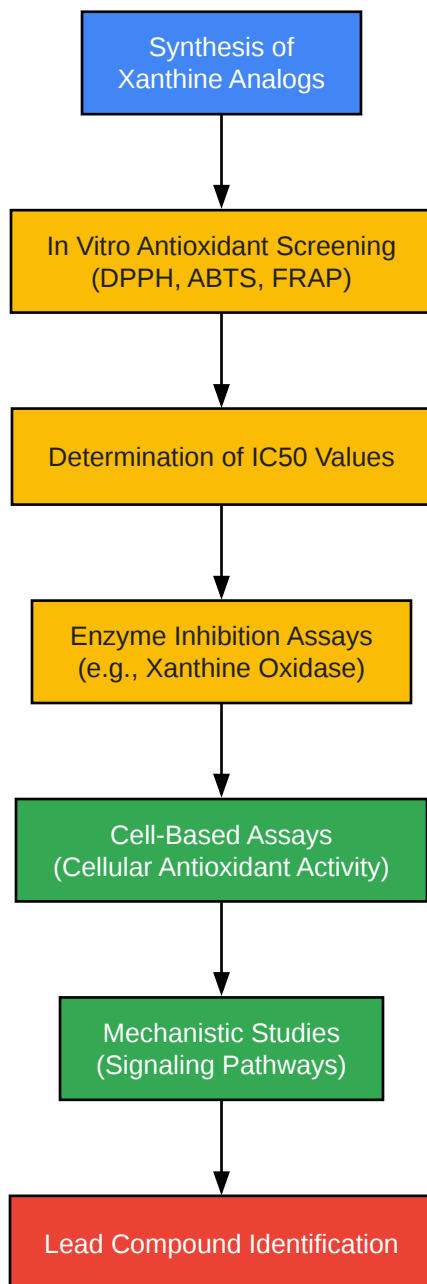 Synthesis of
Xanthine Analogs
In Vitro Antioxidant Screening
(DPPH, ABTS, FRAP)
Determination of IC50 Values
Enzyme Inhibition Assays
(e.g., Xanthine Oxidase)
Cell-Based Assays
(Cellular Antioxidant Activity)
Mechanistic Studies
(Signaling Pathways)
Lead Compound Identification